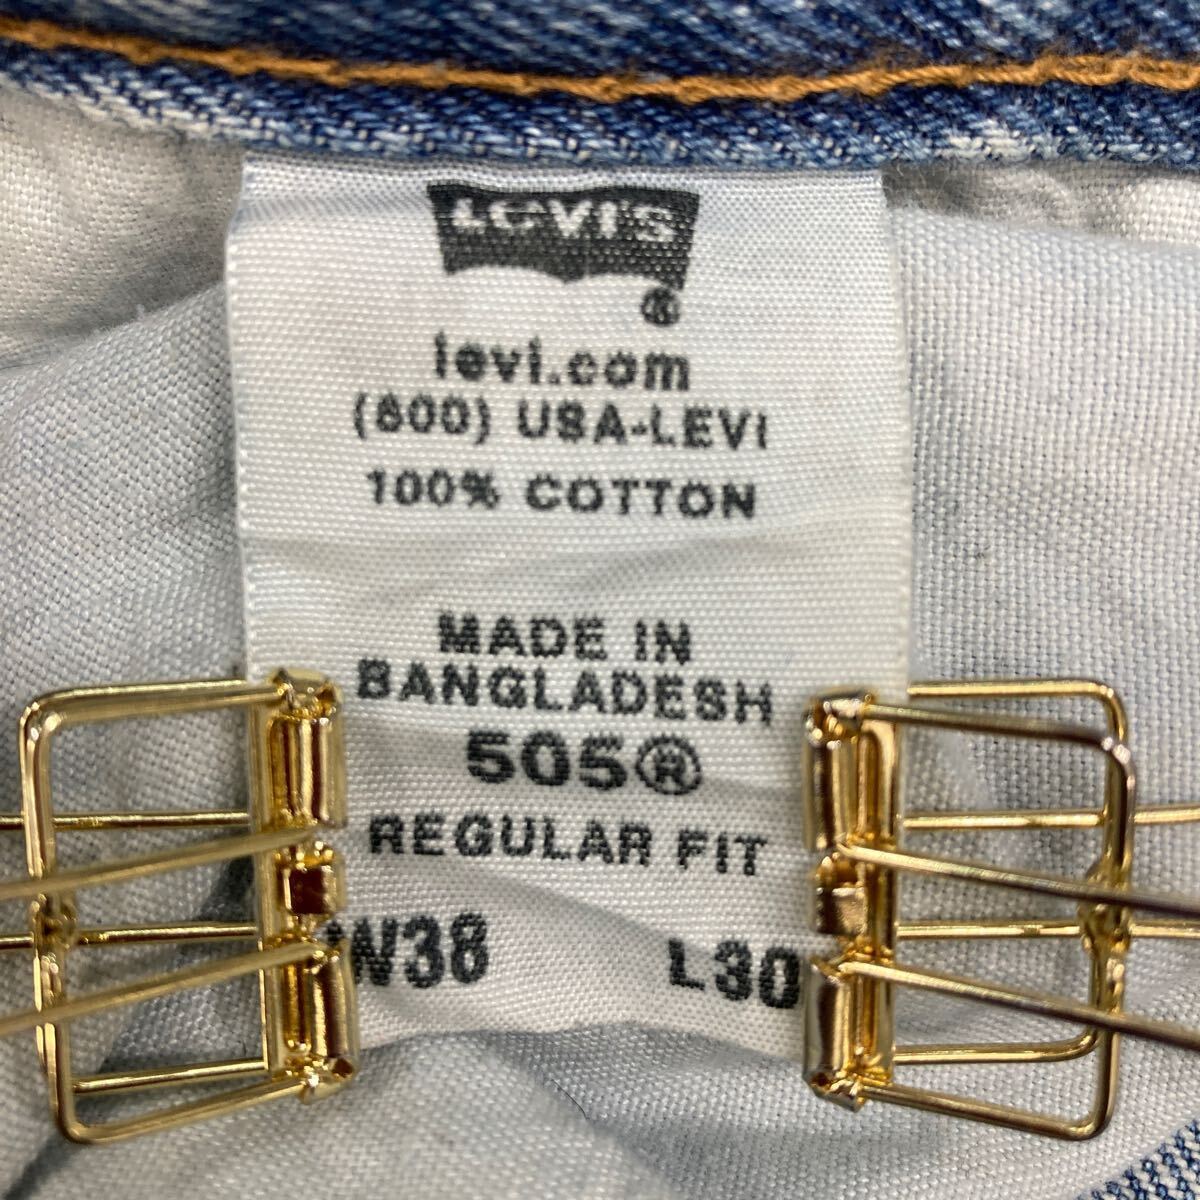 LEVI'S
®
levi.com
(800) USA-LEVI
100% COTTON
MADE IN
BANGLADESH
505®
REGULAR FIT
W38 L30